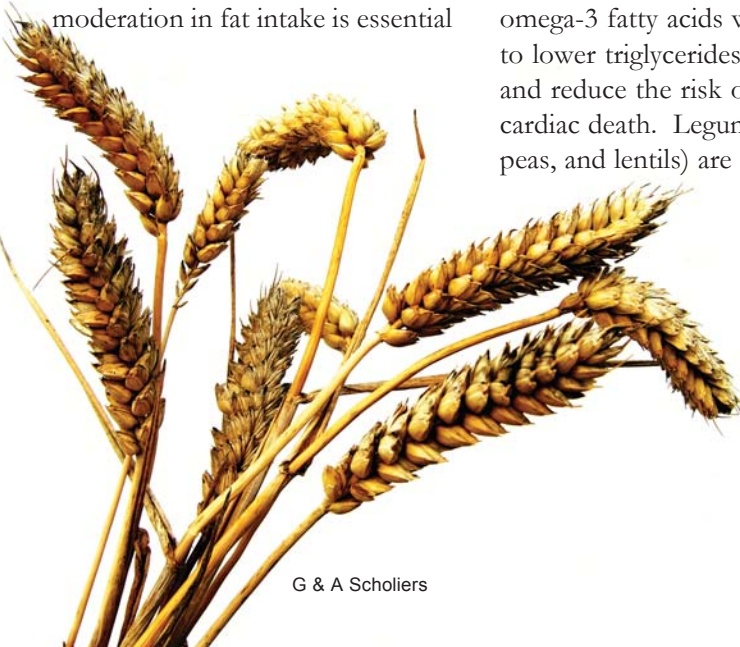 moderation in fat intake is essential
omega-3 fatty acids
to lower triglycerides
and reduce the risk
cardiac death.
peas, and lentils) are
G & A Scholiers